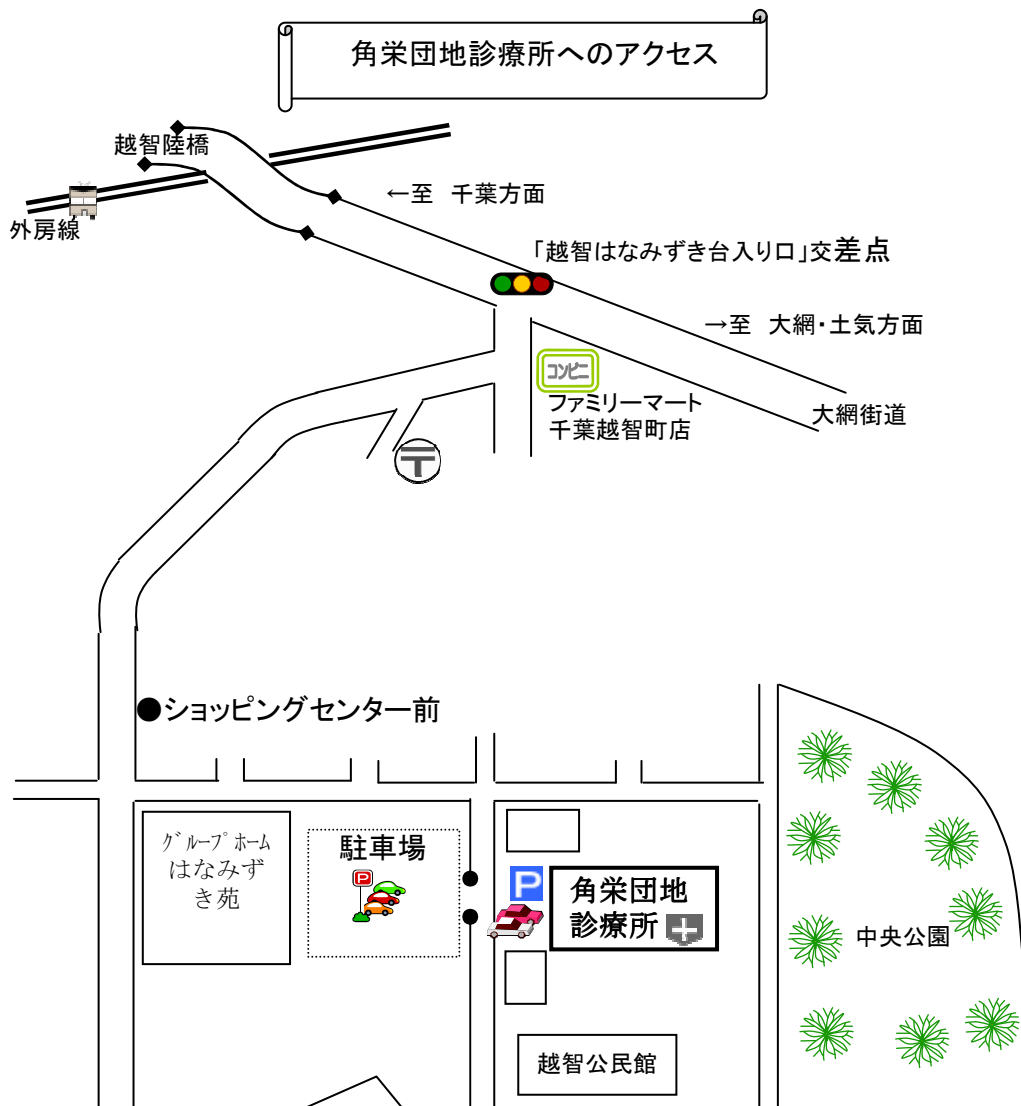 角栄団地診療所へのアクセス
越智陸橋
←至　千葉方面
外房線
「越智はなみずき台入り口」交差点
→至　大網・土気方面
コンビニ
ファミリーマート
千葉越智町店
大網街道
〒
●ショッピングセンター前
グループホーム
はなみず
き苑
駐車場
P
P
角栄団地
診療所
中央公園
越智公民館